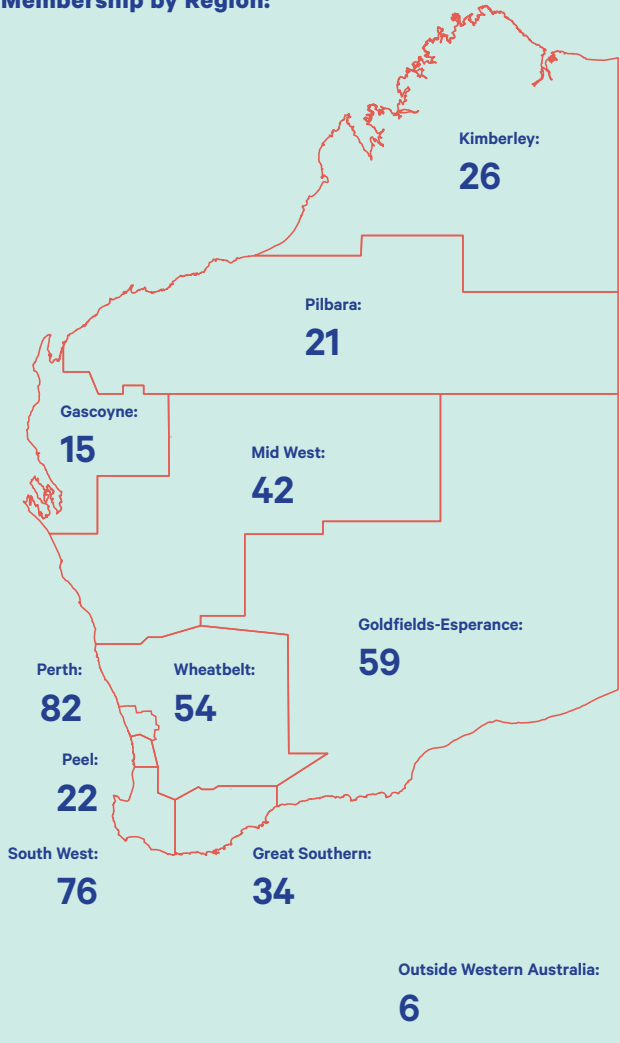 Membership by Region:
Kimberley:
26
Pilbara:
21
Gascoyne:
15
Mid West:
42
Goldfields-Esperance:
59
Perth:
82
Wheatbelt:
54
Peel:
22
South West:
76
Great Southern:
34
Outside Western Australia:
6